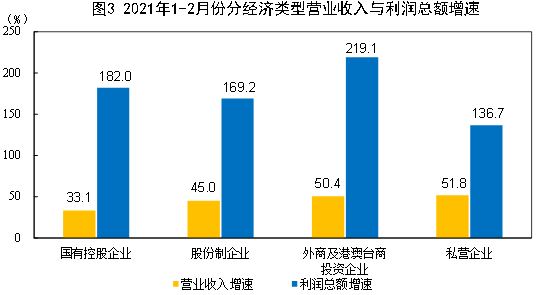 图3 2021年1-2月份分经济类型营业收入与利润总额增速
(%)
250
200
150
100
50
0
33.1
182.0
45.0
169.2
50.4
219.1
51.8
136.7
国有控股企业
股份制企业
外商及港澳台商
投资企业
私营企业
营业收入增速
利润总额增速